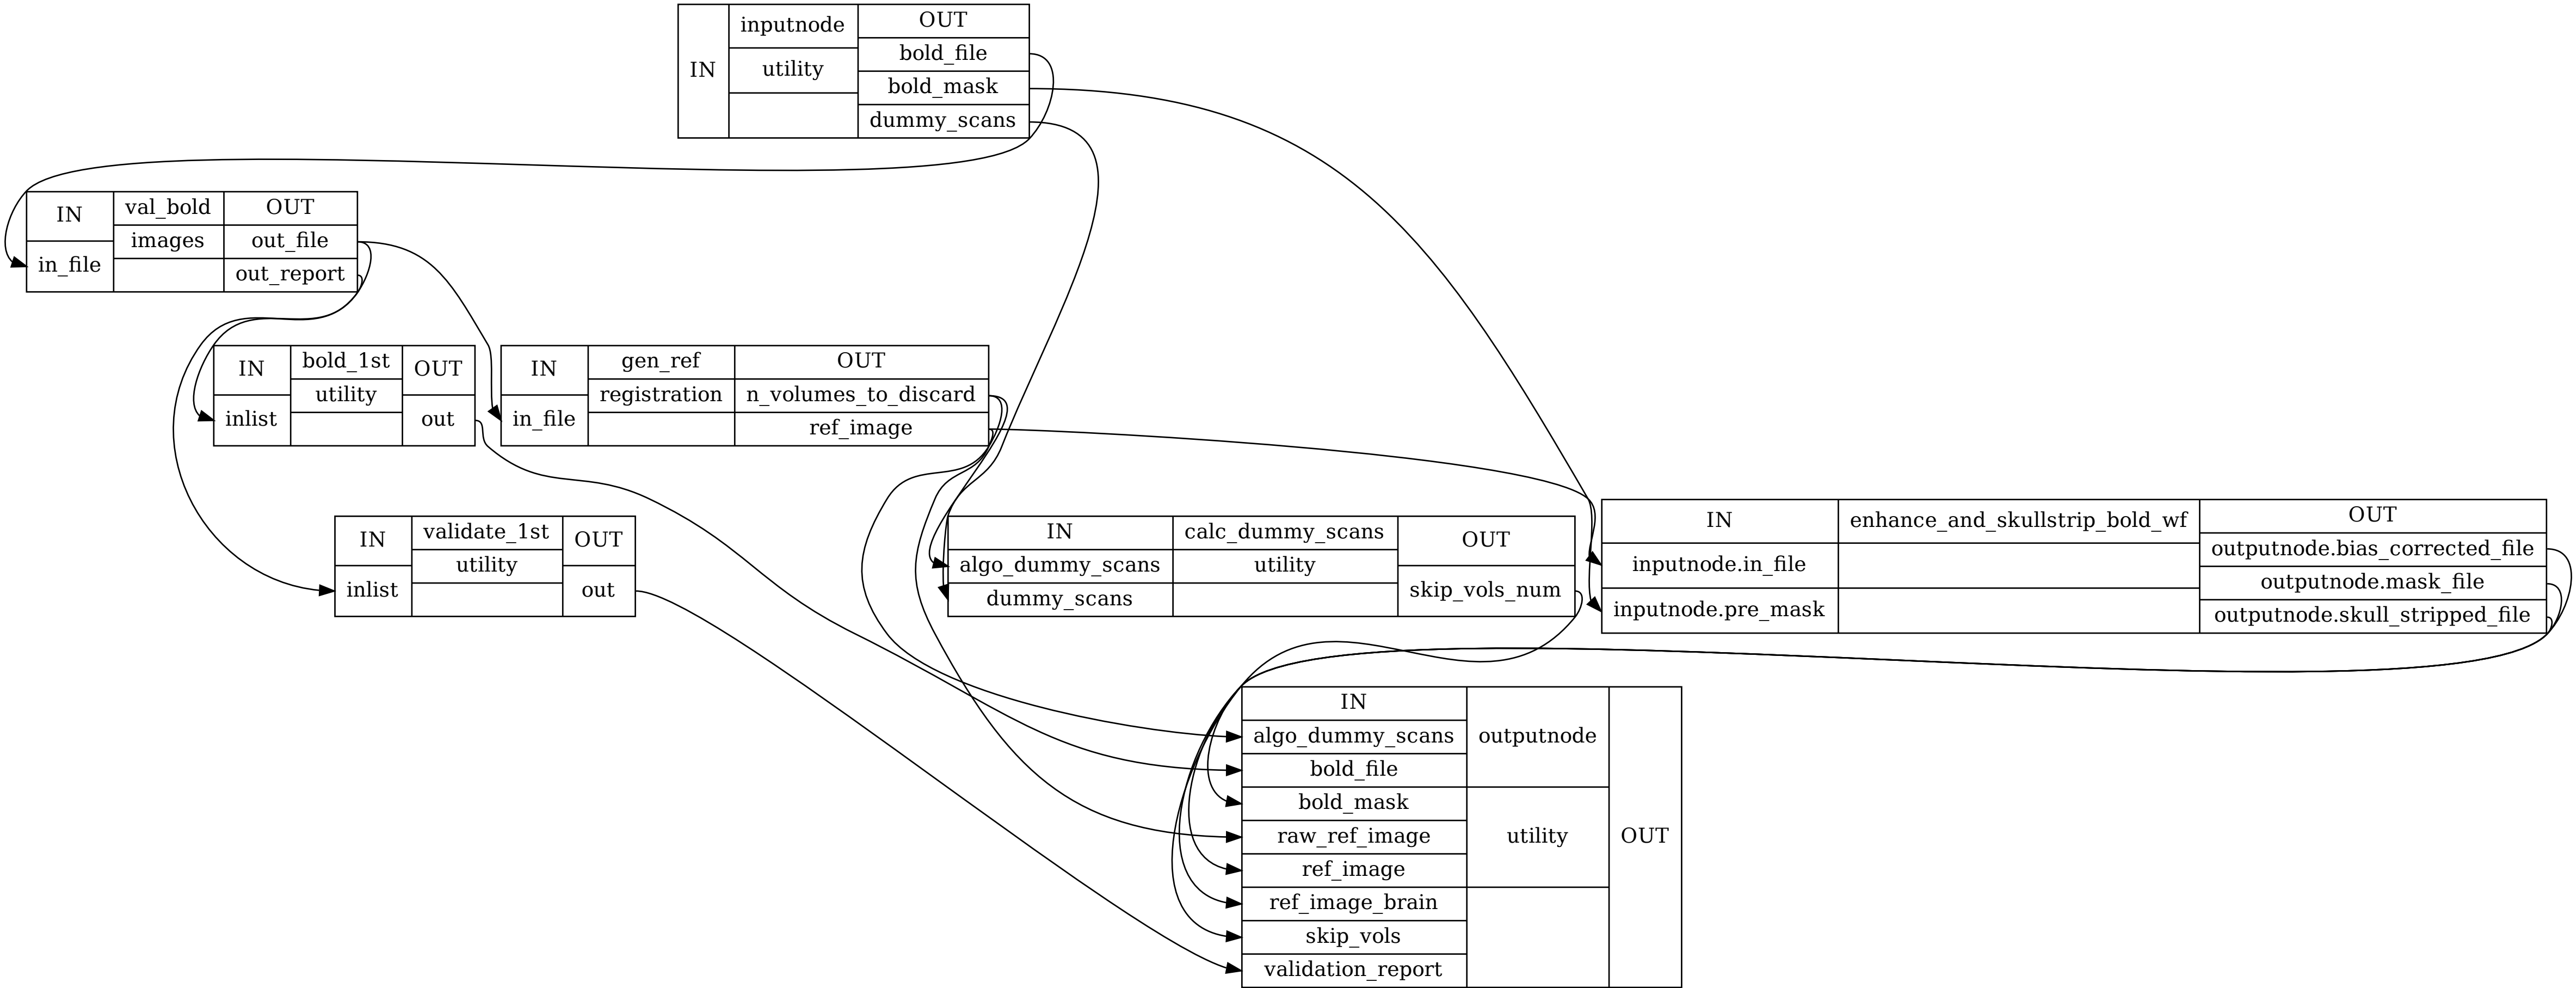 IN
inputnode
utility
OUT
bold_file
bold_mask
dummy_scans
IN
in_file
val_bold
images
OUT
out_file
out_report
IN
inlist
bold_1st
utility
OUT
out
IN
in_file
gen_ref
registration
OUT
n_volumes_to_discard
ref_image
IN
inlist
validate_1st
utility
OUT
out
IN
algo_dummy_scans
dummy_scans
calc_dummy_scans
utility
OUT
skip_vols_num
IN
inputnode.in_file
inputnode.pre_mask
enhance_and_skullstrip_bold_wf
OUT
outputnode.bias_corrected_file
outputnode.mask_file
outputnode.skull_stripped_file
IN
algo_dummy_scans
bold_file
bold_mask
raw_ref_image
ref_image
ref_image_brain
skip_vols
validation_report
outputnode
utility
OUT